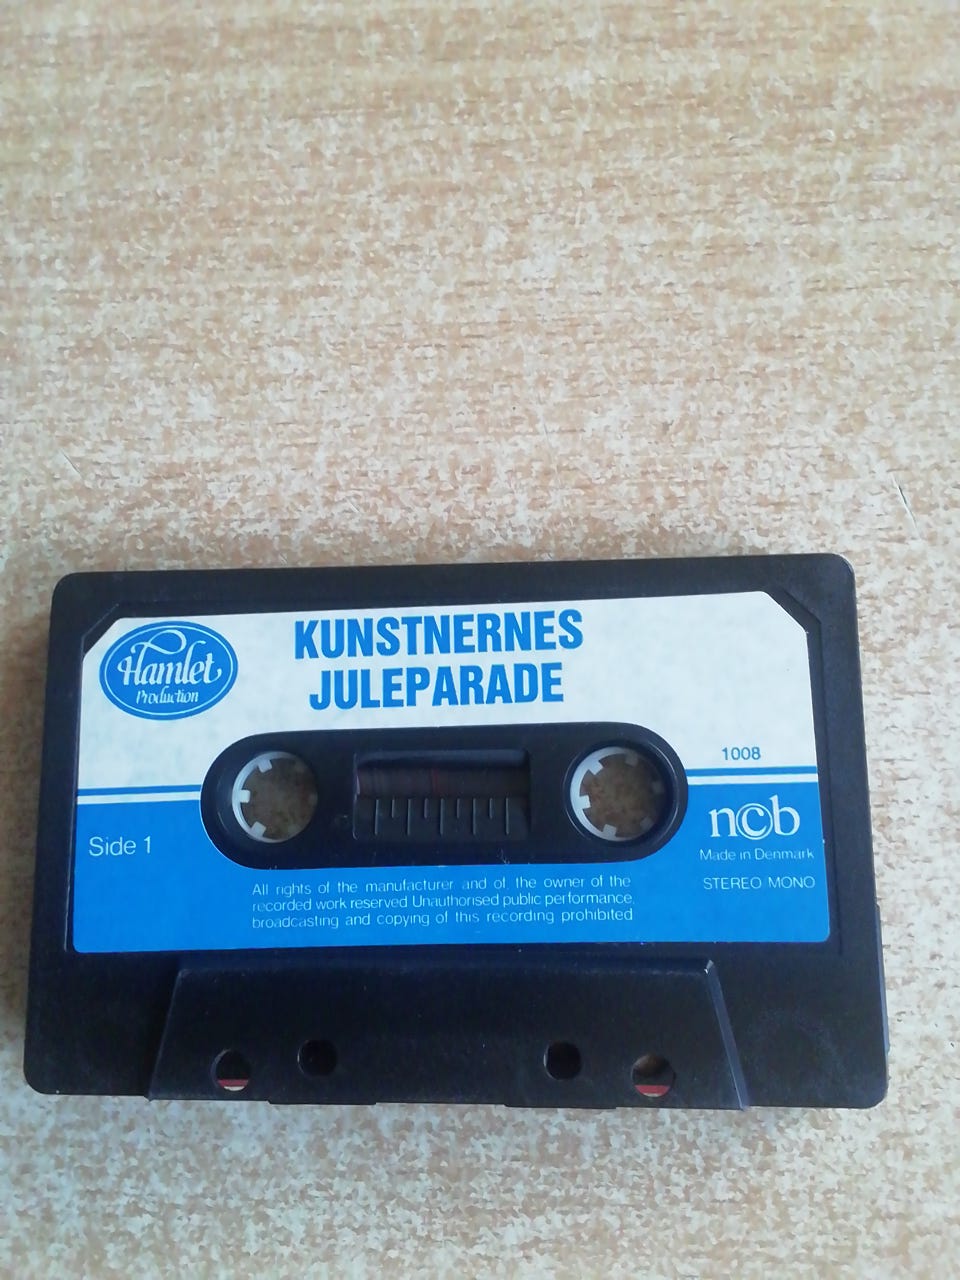 Hamlet
Production
KUNSTNERNES
JULEPARADE
1008
Side 1
ncb
Made in Denmark
STEREO MONO
All rights of the manufacturer and of the owner of the
recorded work reserved Unauthorised public performance,
broadcasting and copying of this recording prohibited